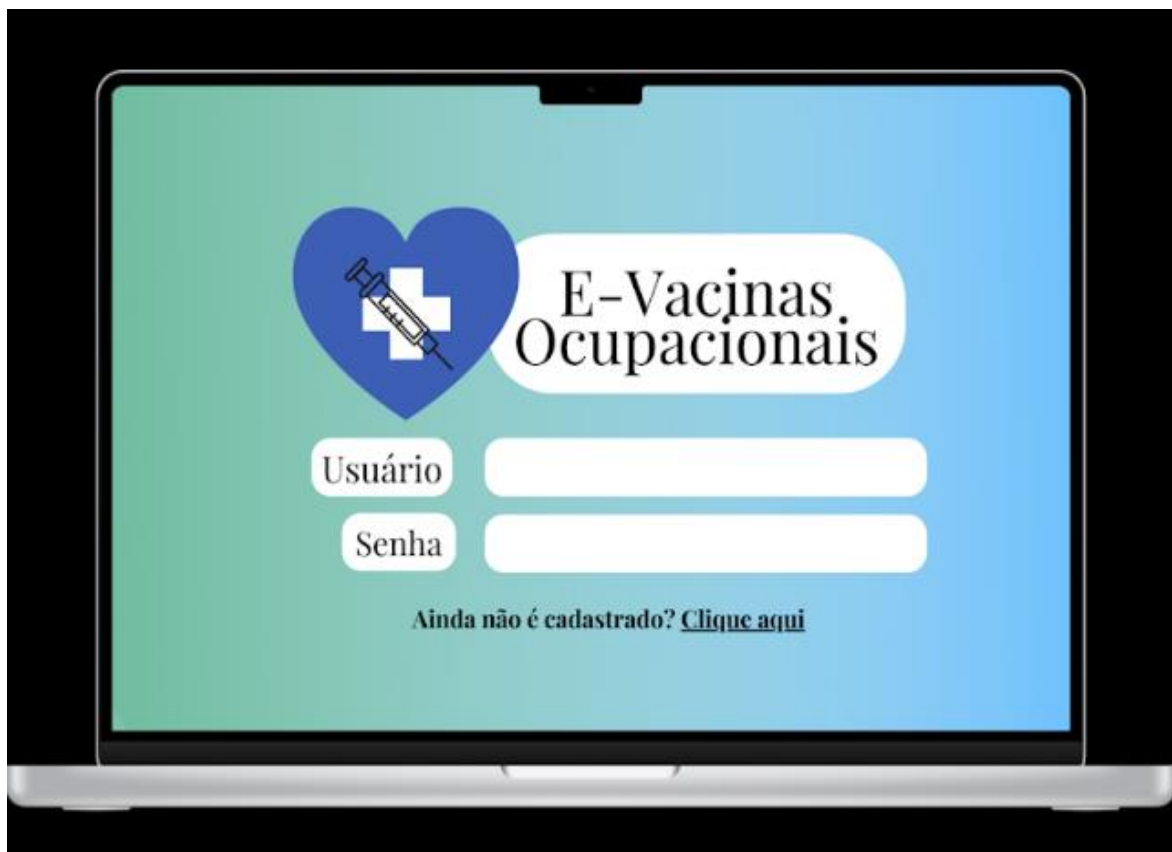 E-Vacinas
Ocupacionais
Usuário
Senha
Ainda não é cadastrado? Clique aqui